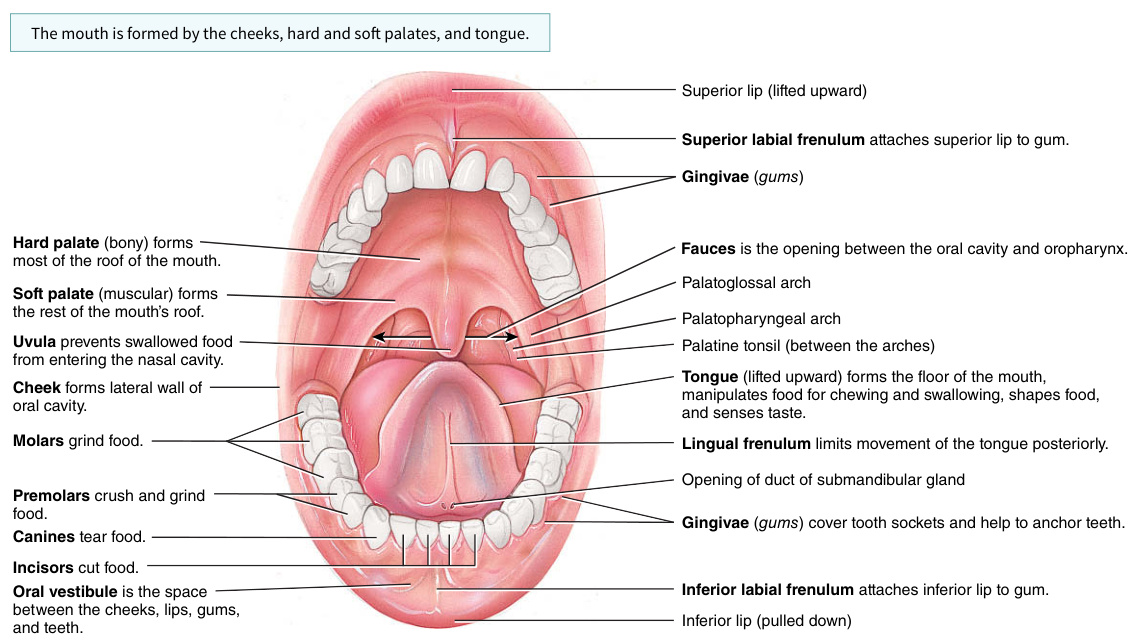 The mouth is formed by the cheeks, hard and soft palates, and tongue.
Superior lip (lifted upward)
Superior labial frenulum attaches superior lip to gum.
Gingivae (gums)
Hard palate (bony) forms
most of the roof of the mouth.
Soft palate (muscular) forms
the rest of the mouth's roof.
Uvula prevents swallowed food
from entering the nasal cavity.
Cheek forms lateral wall of
oral cavity.
Molars grind food.
Premolars crush and grind
food.
Canines tear food.
Incisors cut food.
Oral vestibule is the space
between the cheeks, lips, gums,
and teeth.
Fauces is the opening between the oral cavity and oropharynx.
Palatoglossal arch
Palatopharyngeal arch
Palatine tonsil (between the arches)
Tongue (lifted upward) forms the floor of the mouth,
manipulates food for chewing and swallowing, shapes food,
and senses taste.
Lingual frenulum limits movement of the tongue posteriorly.
Opening of duct of submandibular gland
Gingivae (gums) cover tooth sockets and help to anchor teeth.
Inferior labial frenulum attaches inferior lip to gum.
Inferior lip (pulled down)